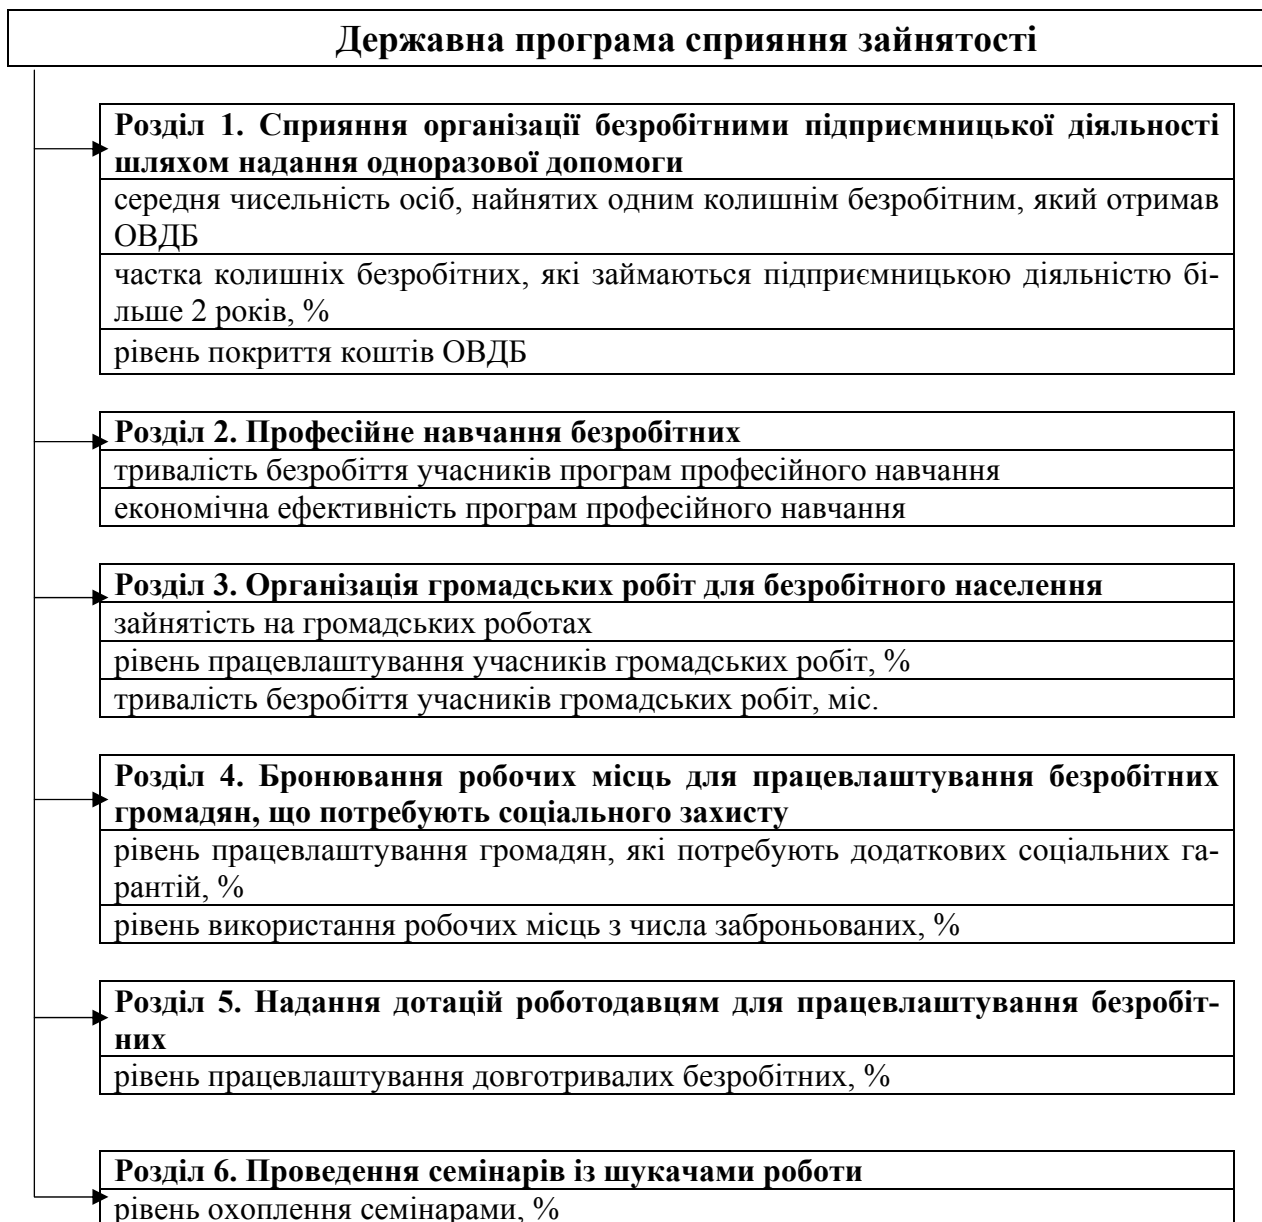 Державна програма сприяння зайнятості
Розділ 1. Сприяння організації безробітними підприємницької діяльності
шляхом надання одноразової допомоги
середня чисельність осіб, найнятих одним колишнім безробітним, який отримав
ОВДБ
частка колишніх безробітних, які займаються підприємницькою діяльністю бі-
льше 2 років, %
рівень покриття коштів ОВДБ
Розділ 2. Професійне навчання безробітних
тривалість безробіття учасників програм професійного навчання
економічна ефективність програм професійного навчання
Розділ 3. Організація громадських робіт для безробітного населення
зайнятість на громадських роботах
рівень працевлаштування учасників громадських робіт, %
тривалість безробіття учасників громадських робіт, міс.
Розділ 4. Бронювання робочих місць для працевлаштування безробітних
громадян, що потребують соціального захисту
рівень працевлаштування громадян, які потребують додаткових соціальних га-
рантій, %
рівень використання робочих місць з числа заброньованих, %
Розділ 5. Надання дотацій роботодавцям для працевлаштування безробіт-
них
рівень працевлаштування довготривалих безробітних, %
Розділ 6. Проведення семінарів із шукачами роботи
рівень охоплення семінарами, %